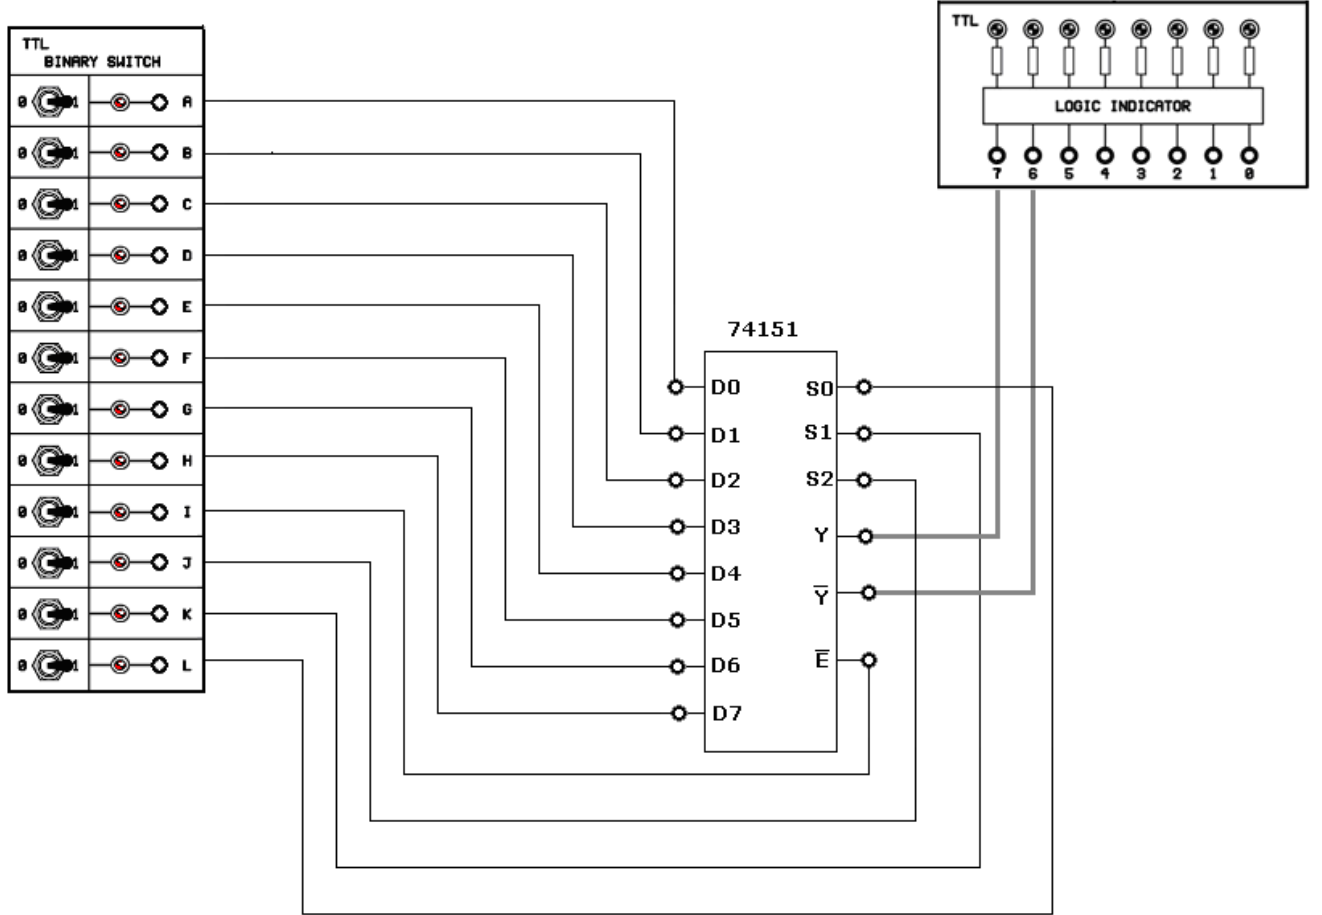 TTL
BINARY SWITCH
0 1 A
0 1 B
0 1 C
0 1 D
0 1 E
0 1 F
0 1 G
0 1 H
0 1 I
0 1 J
0 1 K
0 1 L
TTL
LOGIC INDICATOR
7 6 5 4 3 2 1 0
74151
D0 S0
D1 S1
D2 S2
D3 Y
D4 Y̅
D5
D6 E̅
D7